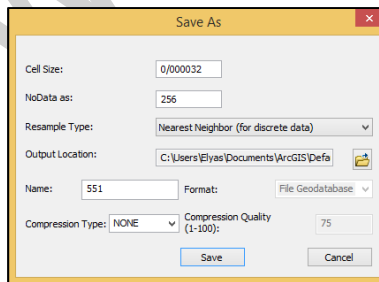 Save As
x
Cell Size: 0/000032
NoData as: 256
Resample Type: Nearest Neighbor (for discrete data)
Output Location: C:\Users\Elyas\Documents\ArcGIS\Defa
Name: 551 Format: File Geodatabase
Compression Type: NONE Compression Quality
(1-100): 75
Save Cancel